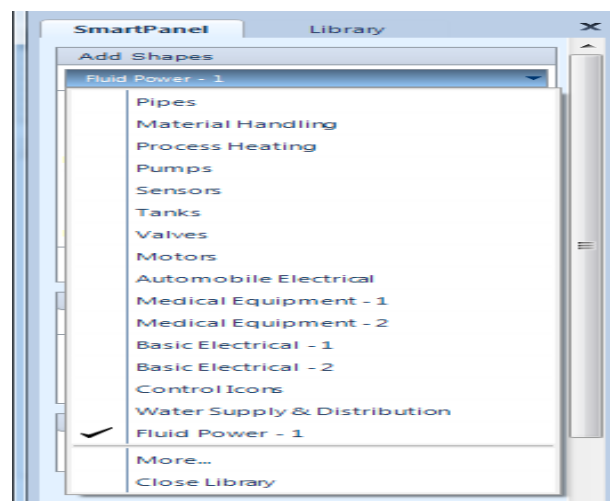 SmartPanel Library
Add Shapes
Fluid Power - 1
Pipes
Material Handling
Process Heating
Pumps
Sensors
Tanks
Valves
Motors
Automobile Electrical
Medical Equipment - 1
Medical Equipment - 2
Basic Electrical - 1
Basic Electrical - 2
Control Icons
Water Supply & Distribution
Fluid Power - 1
More...
Close Library